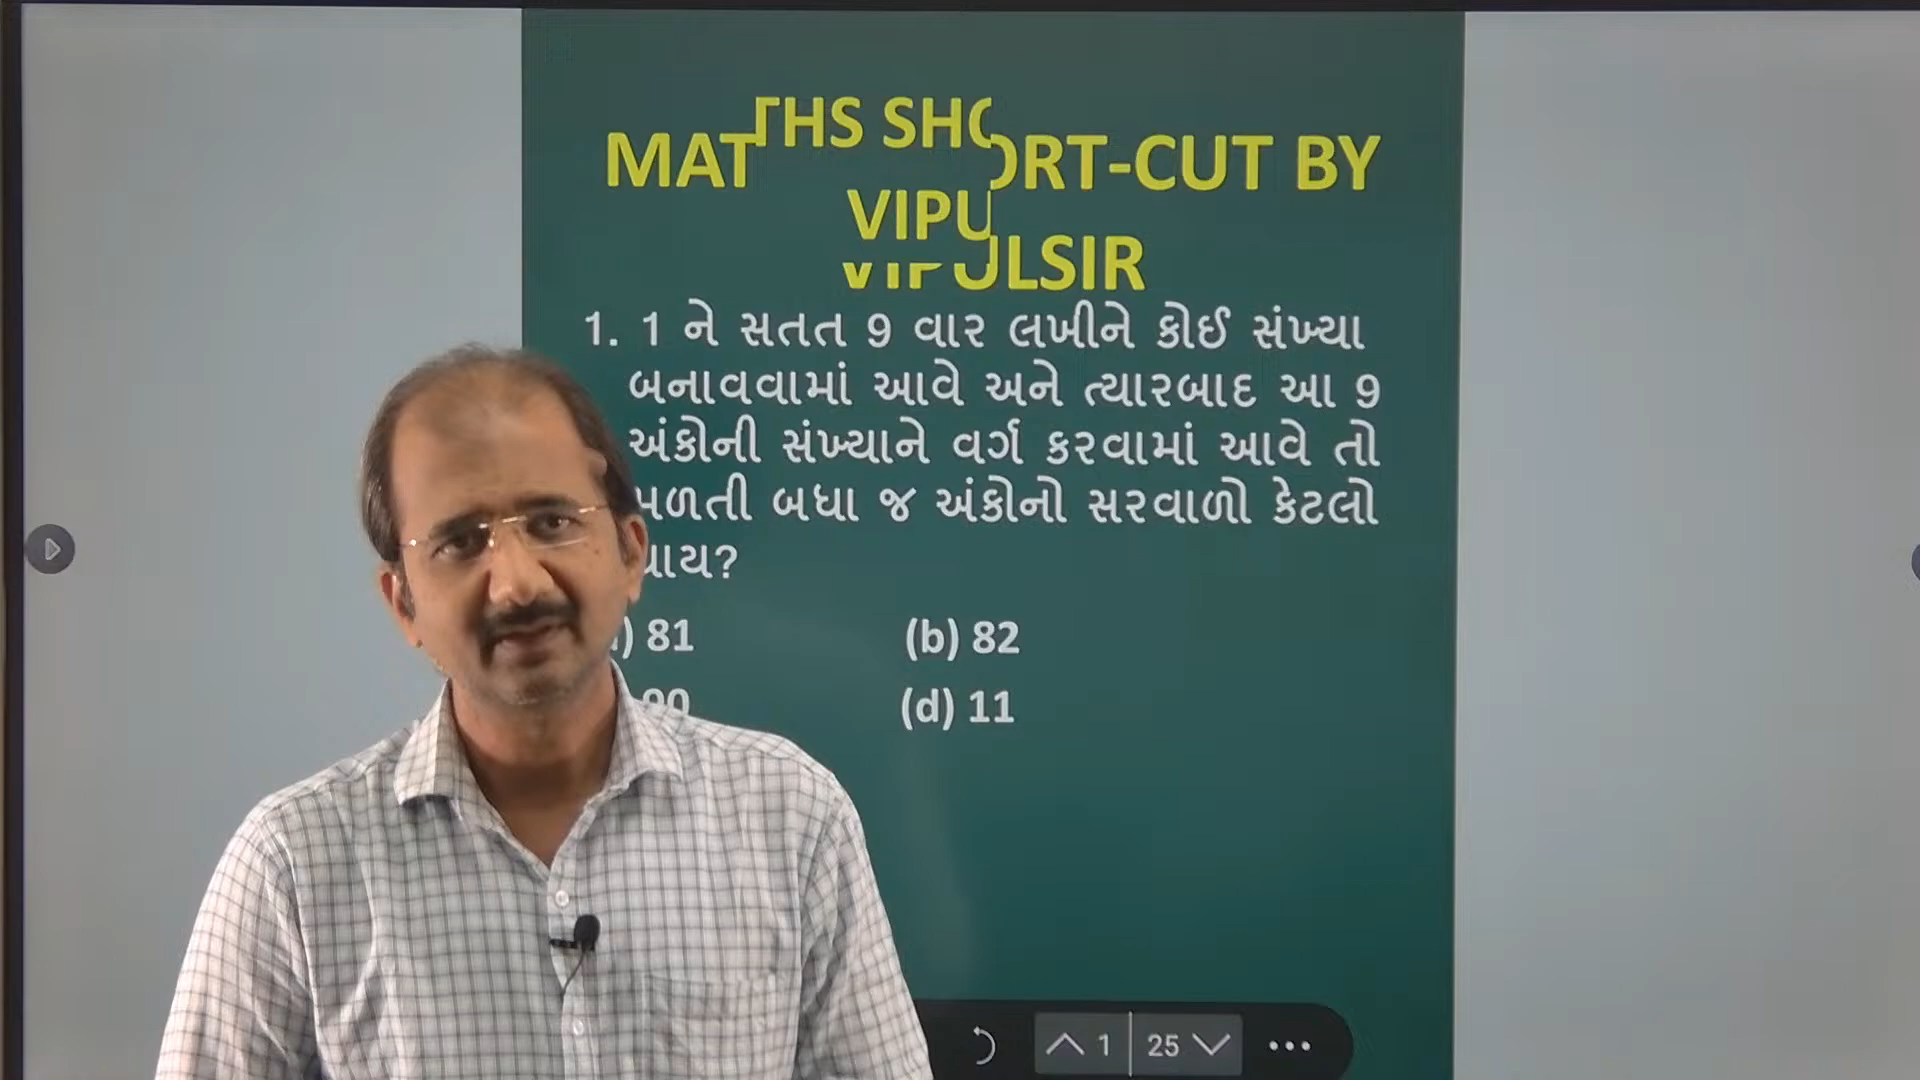 MATHS SHORT-CUT BY
VIPULSIR
1. 1 ને સતત 9 વાર લખીને કોઈ સંખ્યા
બનાવવામાં આવે અને ત્યારબાદ આ 9
અંકોની સંખ્યાને વર્ગ કરવામાં આવે તો
મળતી બધા જ અંકોનો સરવાળો કેટલો
થાય?
81 (b) 82
90 (d) 11
1 25